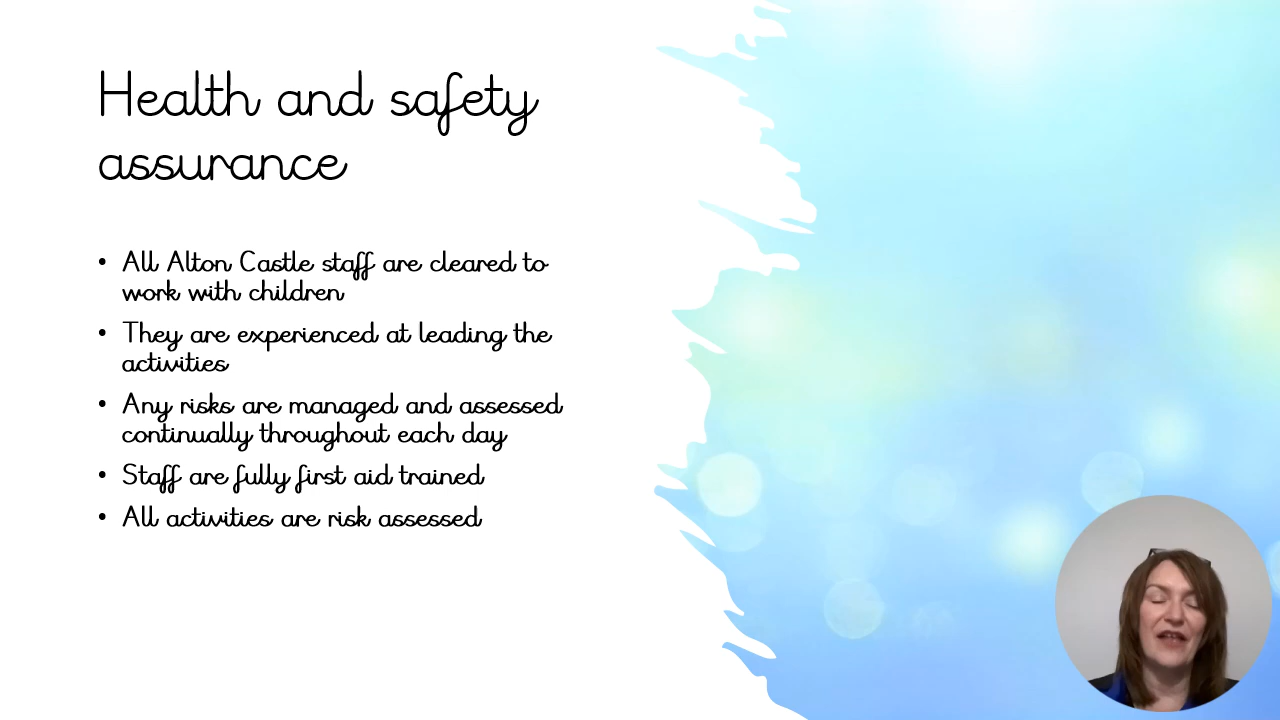 Health and safety
assurance
• All Alton Castle staff are cleared to
work with children
• They are experienced at leading the
activities
• Any risks are managed and assessed
continually throughout each day
• Staff are fully first aid trained
• All activities are risk assessed